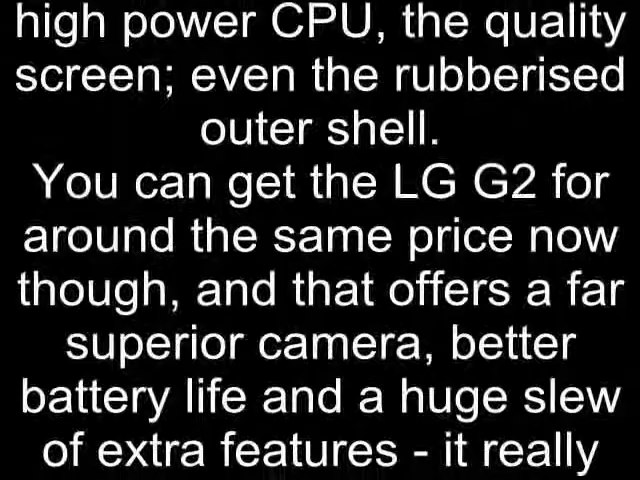 high power CPU, the quality
screen; even the rubberised
outer shell.
You can get the LG G2 for
around the same price now
though, and that offers a far
superior camera, better
battery life and a huge slew
of extra features - it really